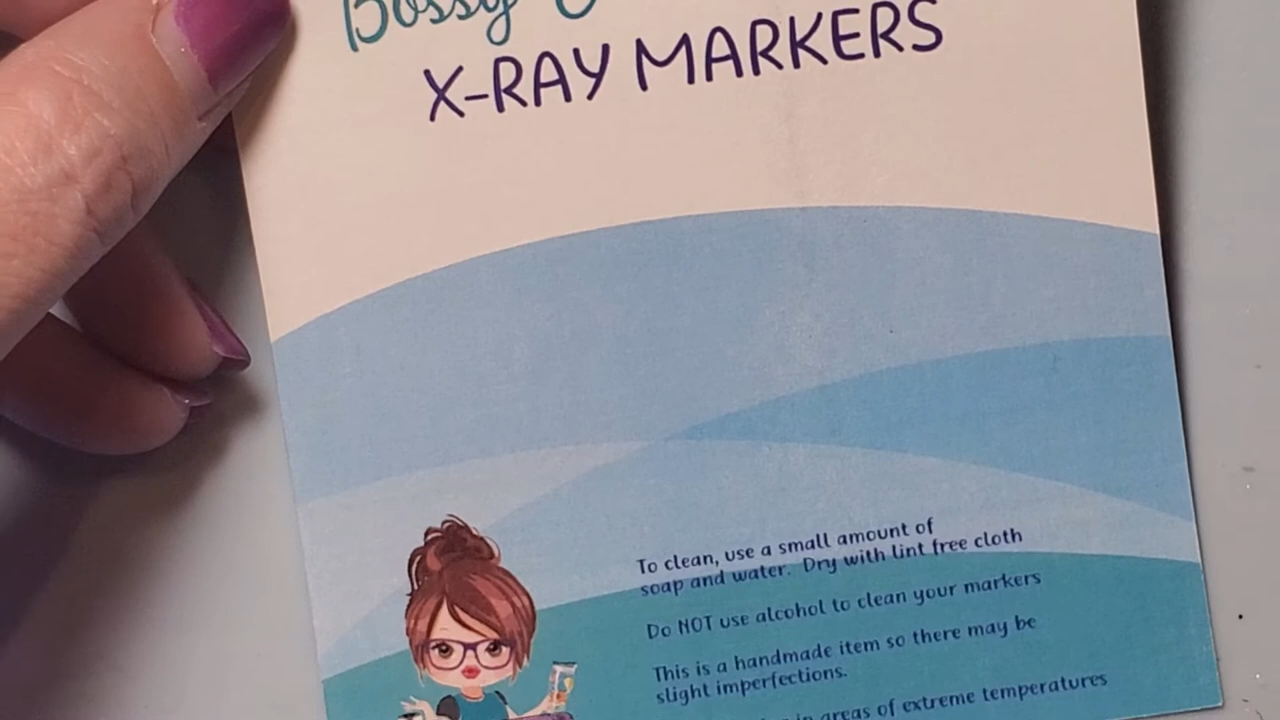 Bossy
X-RAY MARKERS
To clean, use a small amount of
soap and water. Dry with lint free cloth
Do NOT use alcohol to clean your markers
This is a handmade item so there may be
slight imperfections.
in areas of extreme temperatures